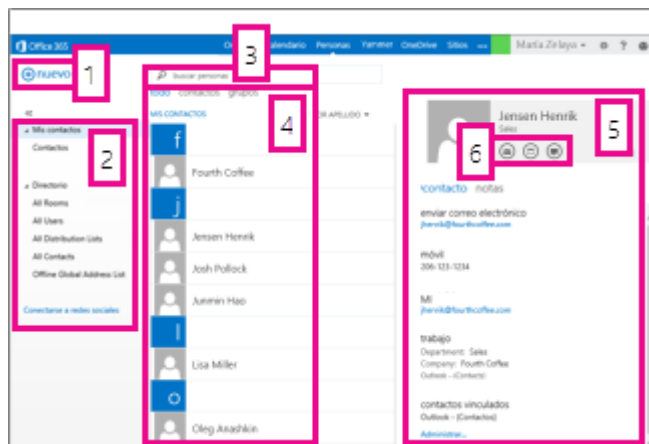 Office 365
Calendario Personas Yammer OneDrive Sitios María Zelaya ?
nuevo
1
buscar personas
3
todo contactos grupos
MIS CONTACTOS
POR APELLIDO
4
Mis contactos
Contactos
2
Directorio
All Rooms
All Users
All Distribution Lists
All Contacts
Offline Global Address List
Conectarse a redes sociales
f
Fourth Coffee
j
Jensen Henrik
Josh Pollock
Junmin Hao
l
Lisa Miller
o
Oleg Anashkin
Jensen Henrik
Sales
5
6
contacto notas
enviar correo electrónico
jhenrik@fourthcoffee.com
móvil
206-123-1234
MI
jhenrik@fourthcoffee.com
trabajo
Department: Sales
Company: Fourth Coffee
Outlook - (Contacts)
contactos vinculados
Outlook - (Contactos)
Administrar...